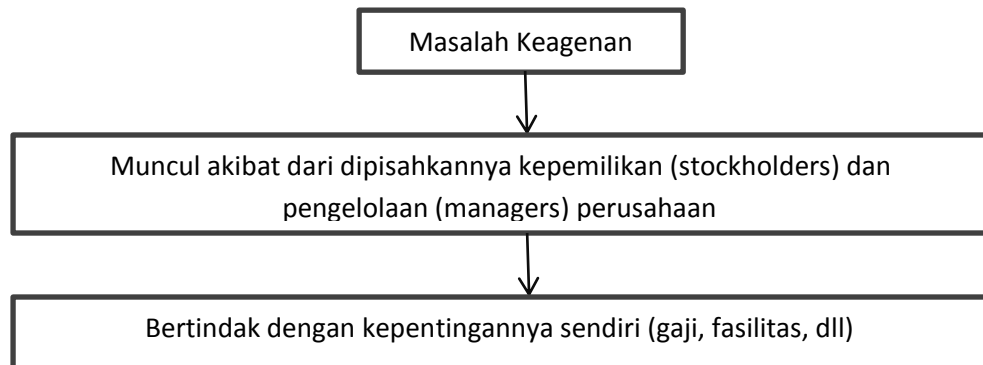 Masalah Keagenan
Muncul akibat dari dipisahkannya kepemilikan (stockholders) dan
pengelolaan (managers) perusahaan
Bertindak dengan kepentingannya sendiri (gaji, fasilitas, dll)